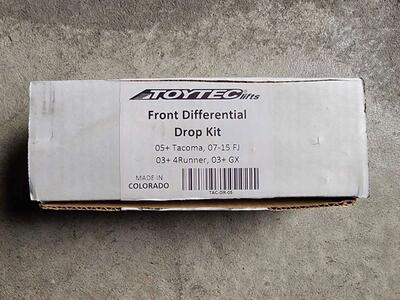 TOYTEC lifts
Front Differential
Drop Kit
05+ Tacoma, 07-15 FJ
03+ 4Runner, 03+ GX
MADE IN
COLORADO
TAC-DR-05